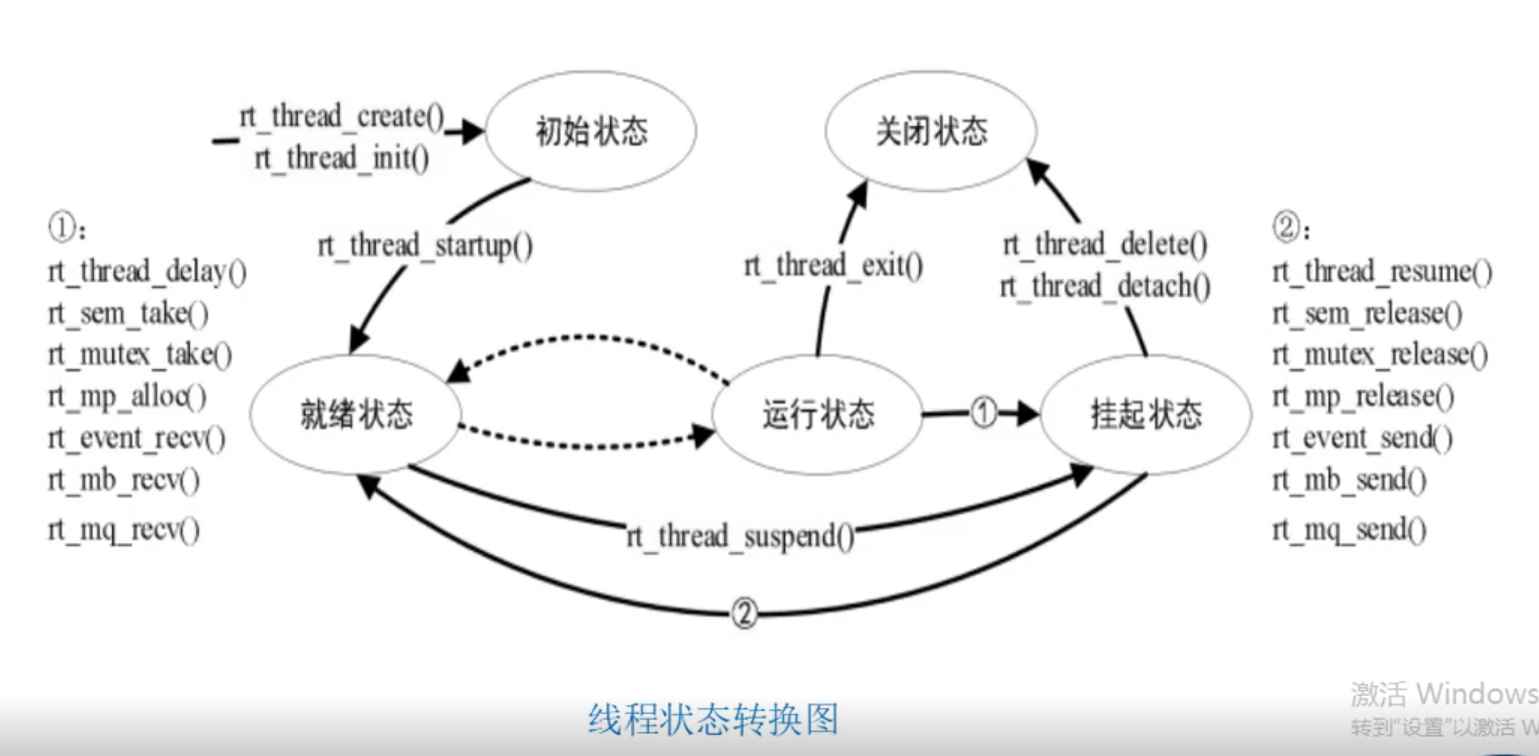 rt_thread_create()
rt_thread_init()
初始状态
关闭状态
①:
rt_thread_delay()
rt_sem_take()
rt_mutex_take()
rt_mp_alloc()
rt_event_recv()
rt_mb_recv()
rt_mq_recv()
rt_thread_startup()
rt_thread_exit()
rt_thread_delete()
rt_thread_detach()
②:
rt_thread_resume()
rt_sem_release()
rt_mutex_release()
rt_mp_release()
rt_event_send()
rt_mb_send()
rt_mq_send()
就绪状态
运行状态
①
挂起状态
rt_thread_suspend()
②
线程状态转换图
激活 Windows
转到"设置"以激活 W